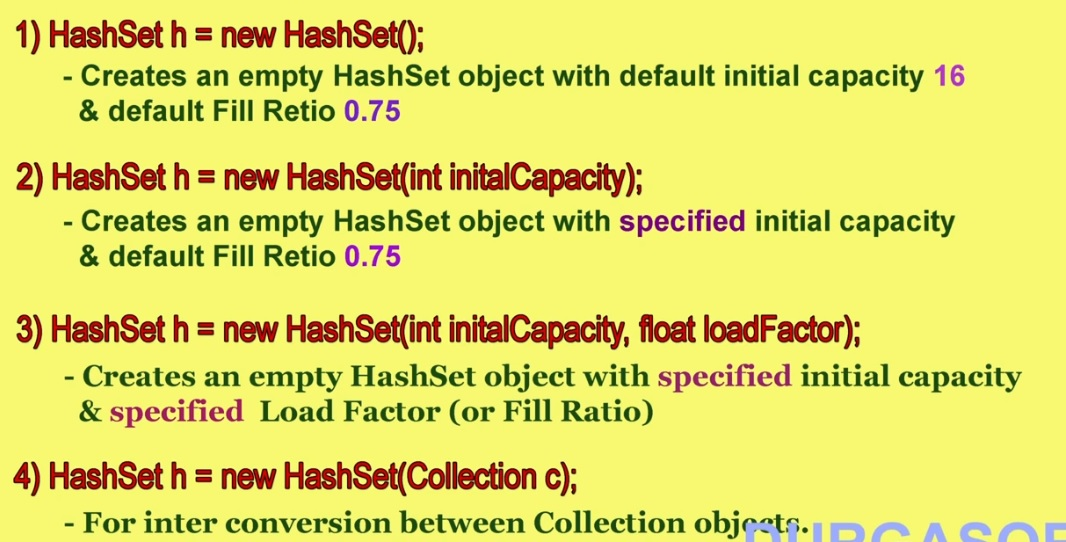 1) HashSet h = new HashSet();
- Creates an empty HashSet object with default initial capacity 16
& default Fill Retio 0.75
2) HashSet h = new HashSet(int initalCapacity);
- Creates an empty HashSet object with specified initial capacity
& default Fill Retio 0.75
3) HashSet h = new HashSet(int initalCapacity, float loadFactor);
- Creates an empty HashSet object with specified initial capacity
& specified Load Factor (or Fill Ratio)
4) HashSet h = new HashSet(Collection c);
- For inter conversion between Collection objects.